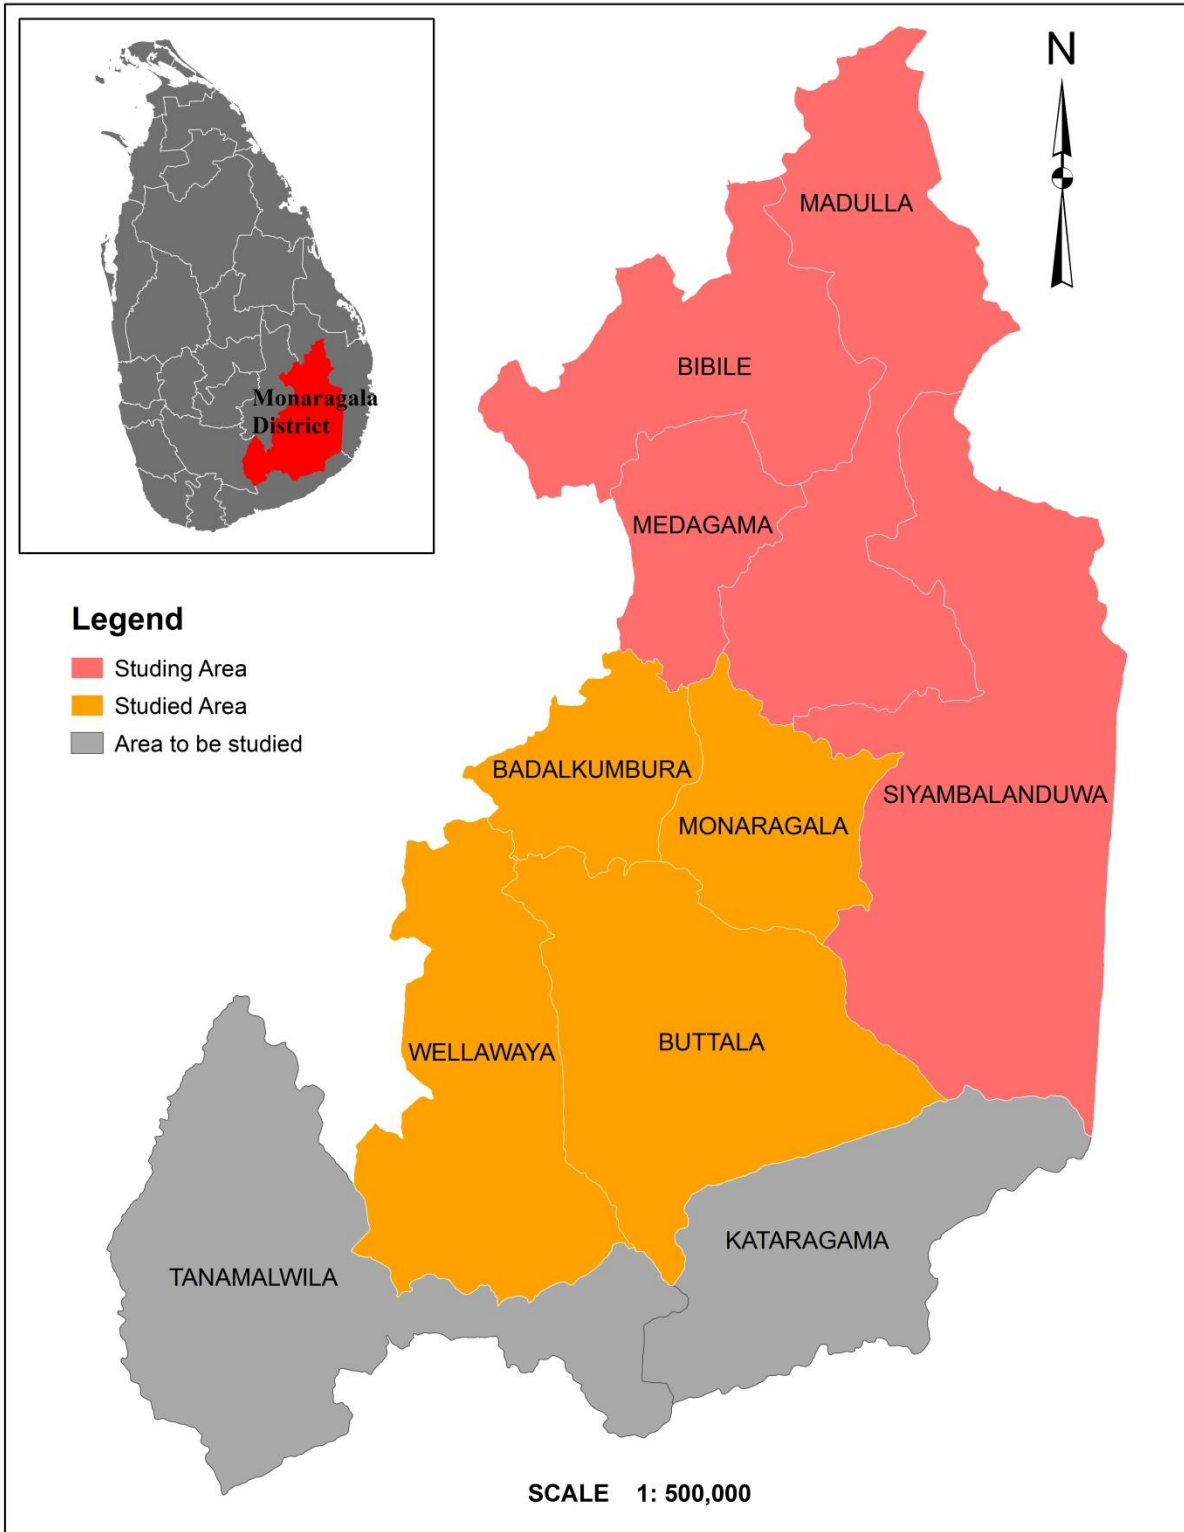 Monaragala
District
N
MADULLA
BIBILE
MEDAGAMA
Legend
Studing Area
Studied Area
Area to be studied
BADALKUMBURA
SIYAMBALANDUWA
MONARAGALA
BUTTALA
WELLAWAYA
KATARAGAMA
TANAMALWILA
SCALE 1: 500,000